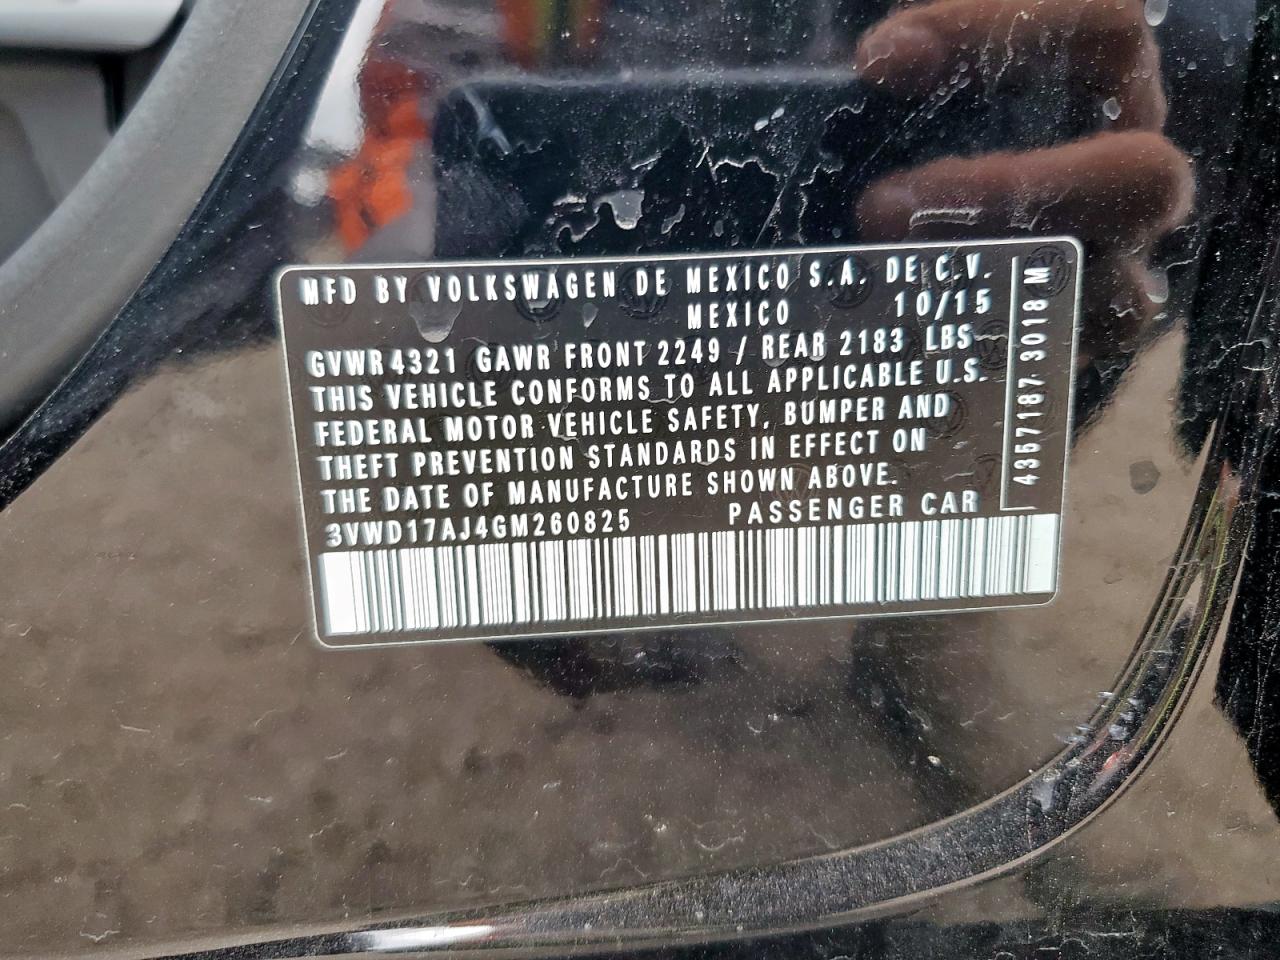 MFD BY VOLKSWAGEN DE MEXICO S.A. DE C.V.
MEXICO 10/15
GVWR 4321 GAWR FRONT 2249 / REAR 2183 LBS
THIS VEHICLE CONFORMS TO ALL APPLICABLE U.S.
FEDERAL MOTOR VEHICLE SAFETY, BUMPER AND
THEFT PREVENTION STANDARDS IN EFFECT ON
THE DATE OF MANUFACTURE SHOWN ABOVE.
3VWD17AJ4GM260825 PASSENGER CAR
4367187 3018 M